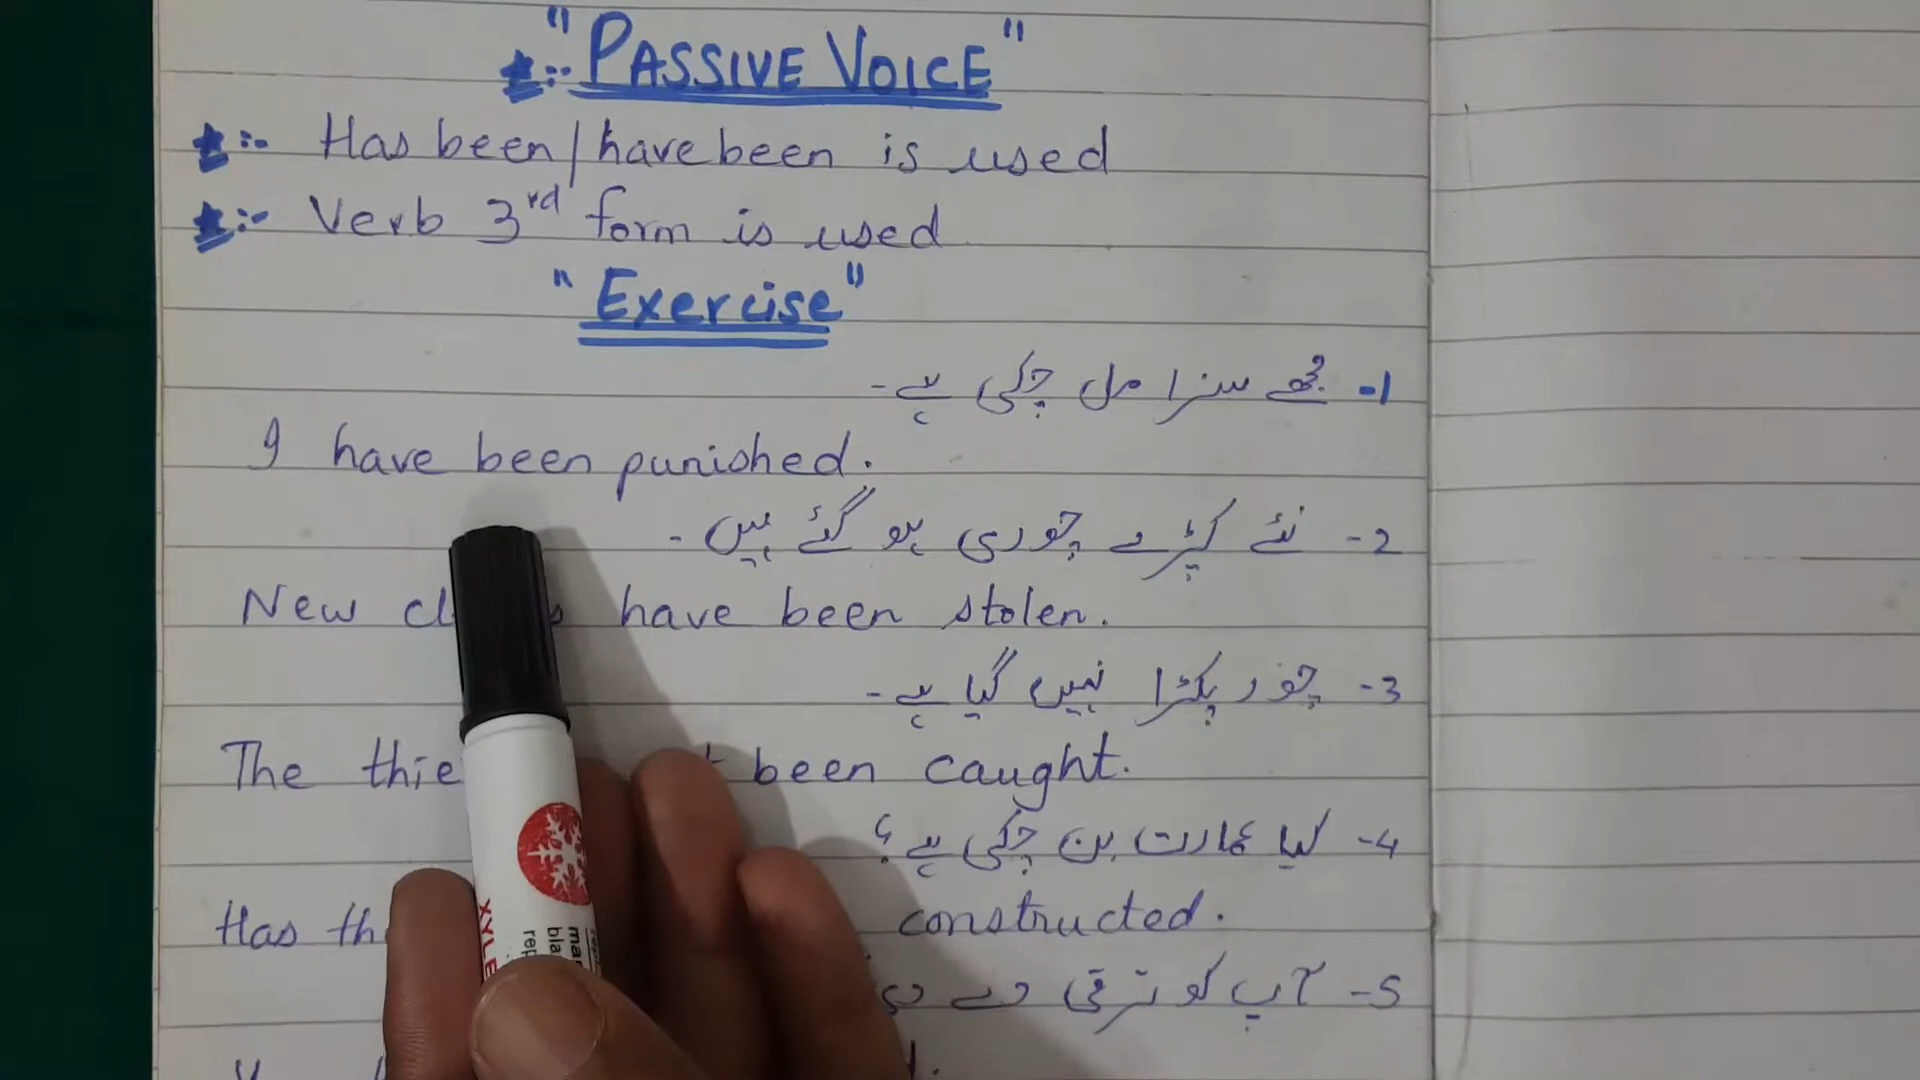 "PASSIVE VOICE"
Has been/have been is used
Verb 3rd form is used
"Exercise"
1- مجھے سزا مل چکی ہے-
I have been punished.
2- نئے کپڑے چوری ہو گئے ہیں-
New have been stolen.
3- چور پکڑا نہیں گیا ہے-
The been caught.
4- کیا عمارت بن چکی ہے؟
Has constructed.
5- آپ کو ترقی دے دی
XYLE